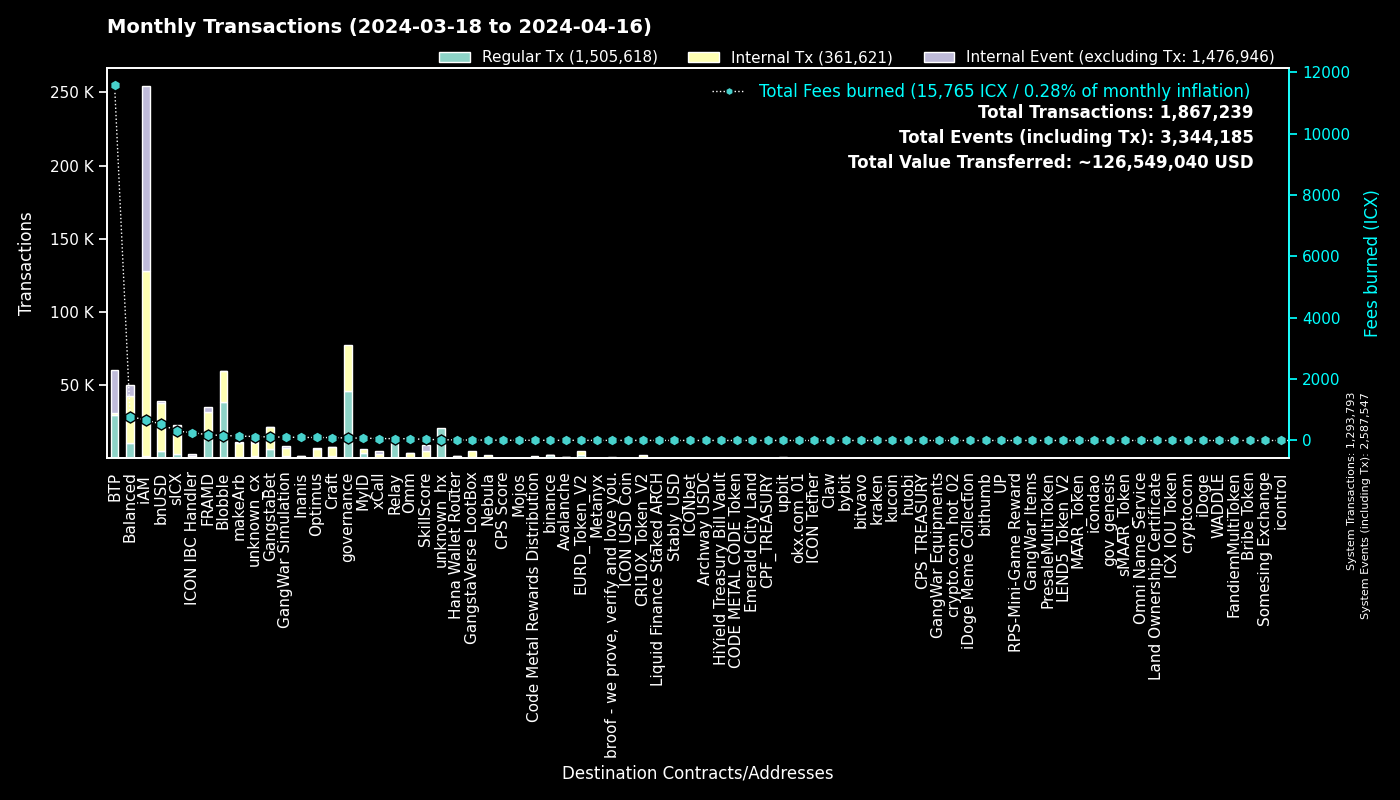 Monthly Transactions (2024-03-18 to 2024-04-16)
Regular Tx (1,505,618)
Internal Tx (361,621)
Internal Event (excluding Tx: 1,476,946)
Total Fees burned (15,765 ICX / 0.28% of monthly inflation)
Total Transactions: 1,867,239
Total Events (including Tx): 3,344,185
Total Value Transferred: ~126,549,040 USD
Transactions
250 K
200 K
150 K
100 K
50 K
12000
10000
8000
6000
4000
2000
0
Fees burned (ICX)
System Transactions: 1,293,793
System Events (including Tx): 2,587,547
BTP
Balanced
iAM
bnUSD
sICX
ICON IBC Handler
FRAMD
Blobble
makeArb
unknown_cx
GangstaBet
GangWar Simulation
Inanis
Optimus
Craft
governance
MyID
xCall
Relay
Omm
SkillScore
unknown_hx
Hana Wallet Router
GangstaVerse LootBox
Nebula
CPS Score
Mojos
Code Metal Rewards Distribution
binance
Avalanche
EURD_Token_V2
Metanyx
broof - we prove, verify and love you.
ICON USD Coin
CRI10X_Token_V2
Liquid Finance Staked ARCH
Stably_USD
ICONbet
Archway USDC
HiYield Treasury Bill Vault
CODE METAL CODE Token
Emerald City Land
CPF_TREASURY
upbit
okx.com_01
ICON_Tether
Claw
bybit
bitvavo
kraken
kucoin
huobi
CPS_TREASURY
GangWar Equipments
crypto.com_hot_02
iDoge Meme Collection
bithumb
UP
RPS-Mini-Game Reward
GangWar Items
PresaleMultiToken
LEND5_Token_V2
MAAR_Token
icondao
gov_genesis
sMAAR_Token
Omni Name Service
Land Ownership Certificate
ICX IOU Token
cryptocom
iDoge
WADDLE
FandiemMultiToken
Bribe Token
Somesing Exchange
icontrol
Destination Contracts/Addresses